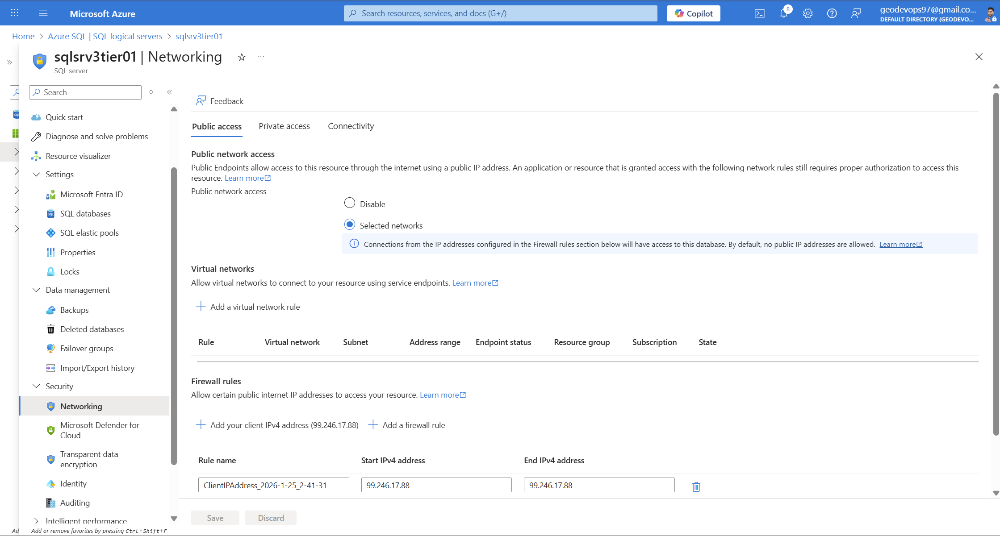 Microsoft Azure
Search resources, services, and docs (G+/)
Copilot
8
geodevops97@gmail.co...
DEFAULT DIRECTORY (GEODEVO...
Home > Azure SQL | SQL logical servers > sqlsrv3tier01
sqlsrv3tier01 | Networking
SQL server
Search
Quick start
Diagnose and solve problems
Resource visualizer
Settings
Microsoft Entra ID
SQL databases
SQL elastic pools
Properties
Locks
Data management
Backups
Deleted databases
Failover groups
Import/Export history
Security
Networking
Microsoft Defender for
Cloud
Transparent data
encryption
Identity
Auditing
Intelligent performance
Ad
Add or remove favorites by pressing Ctrl+Shift+F
Feedback
Public access
Private access
Connectivity
Public network access
Public Endpoints allow access to this resource through the internet using a public IP address. An application or resource that is granted access with the following network rules still requires proper authorization to access this
resource. Learn more
Public network access
Disable
Selected networks
Connections from the IP addresses configured in the Firewall rules section below will have access to this database. By default, no public IP addresses are allowed. Learn more
Virtual networks
Allow virtual networks to connect to your resource using service endpoints. Learn more
Add a virtual network rule
Rule Virtual network Subnet Address range Endpoint status Resource group Subscription State
Firewall rules
Allow certain public internet IP addresses to access your resource. Learn more
Add your client IPv4 address (99.246.17.88)
Add a firewall rule
Rule name Start IPv4 address End IPv4 address
ClientIPAddress_2026-1-25_2-41-31 99.246.17.88 99.246.17.88
Save
Discard